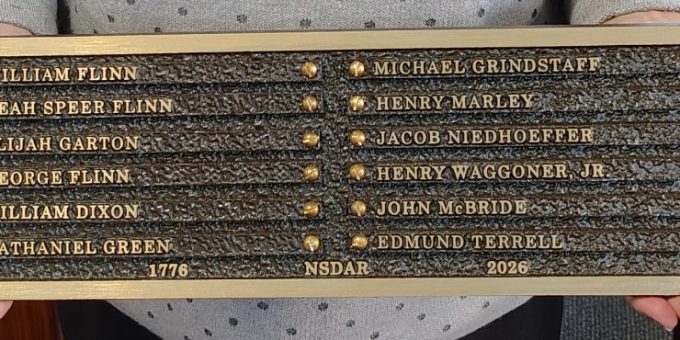 ILLIAM FLINN
EAH SPEER FLINN
LIJAH GARTON
EORGE FLINN
ILLIAM DIXON
ATHANIEL GREEN
MICHAEL GRINDSTAFF
HENRY MARLEY
JACOB NIEDHOEFFER
HENRY WAGGONER, JR.
JOHN McBRIDE
EDMUND TERRELL
1776 NSDAR 2026